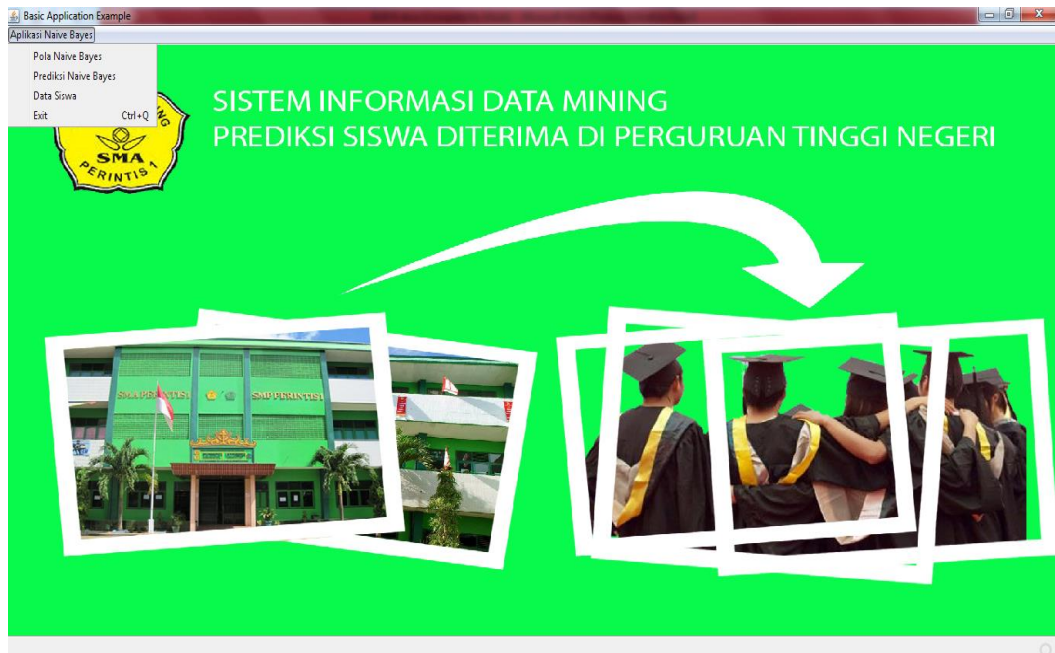 Basic Application Example
Aplikasi Naive Bayes
Pola Naive Bayes
Prediksi Naive Bayes
Data Siswa
Exit Ctrl+Q
SISTEM INFORMASI DATA MINING
PREDIKSI SISWA DITERIMA DI PERGURUAN TINGGI NEGERI
SMA
PERINTIS 1
SMA PERINTIS 1 SMP PERINTIS 1